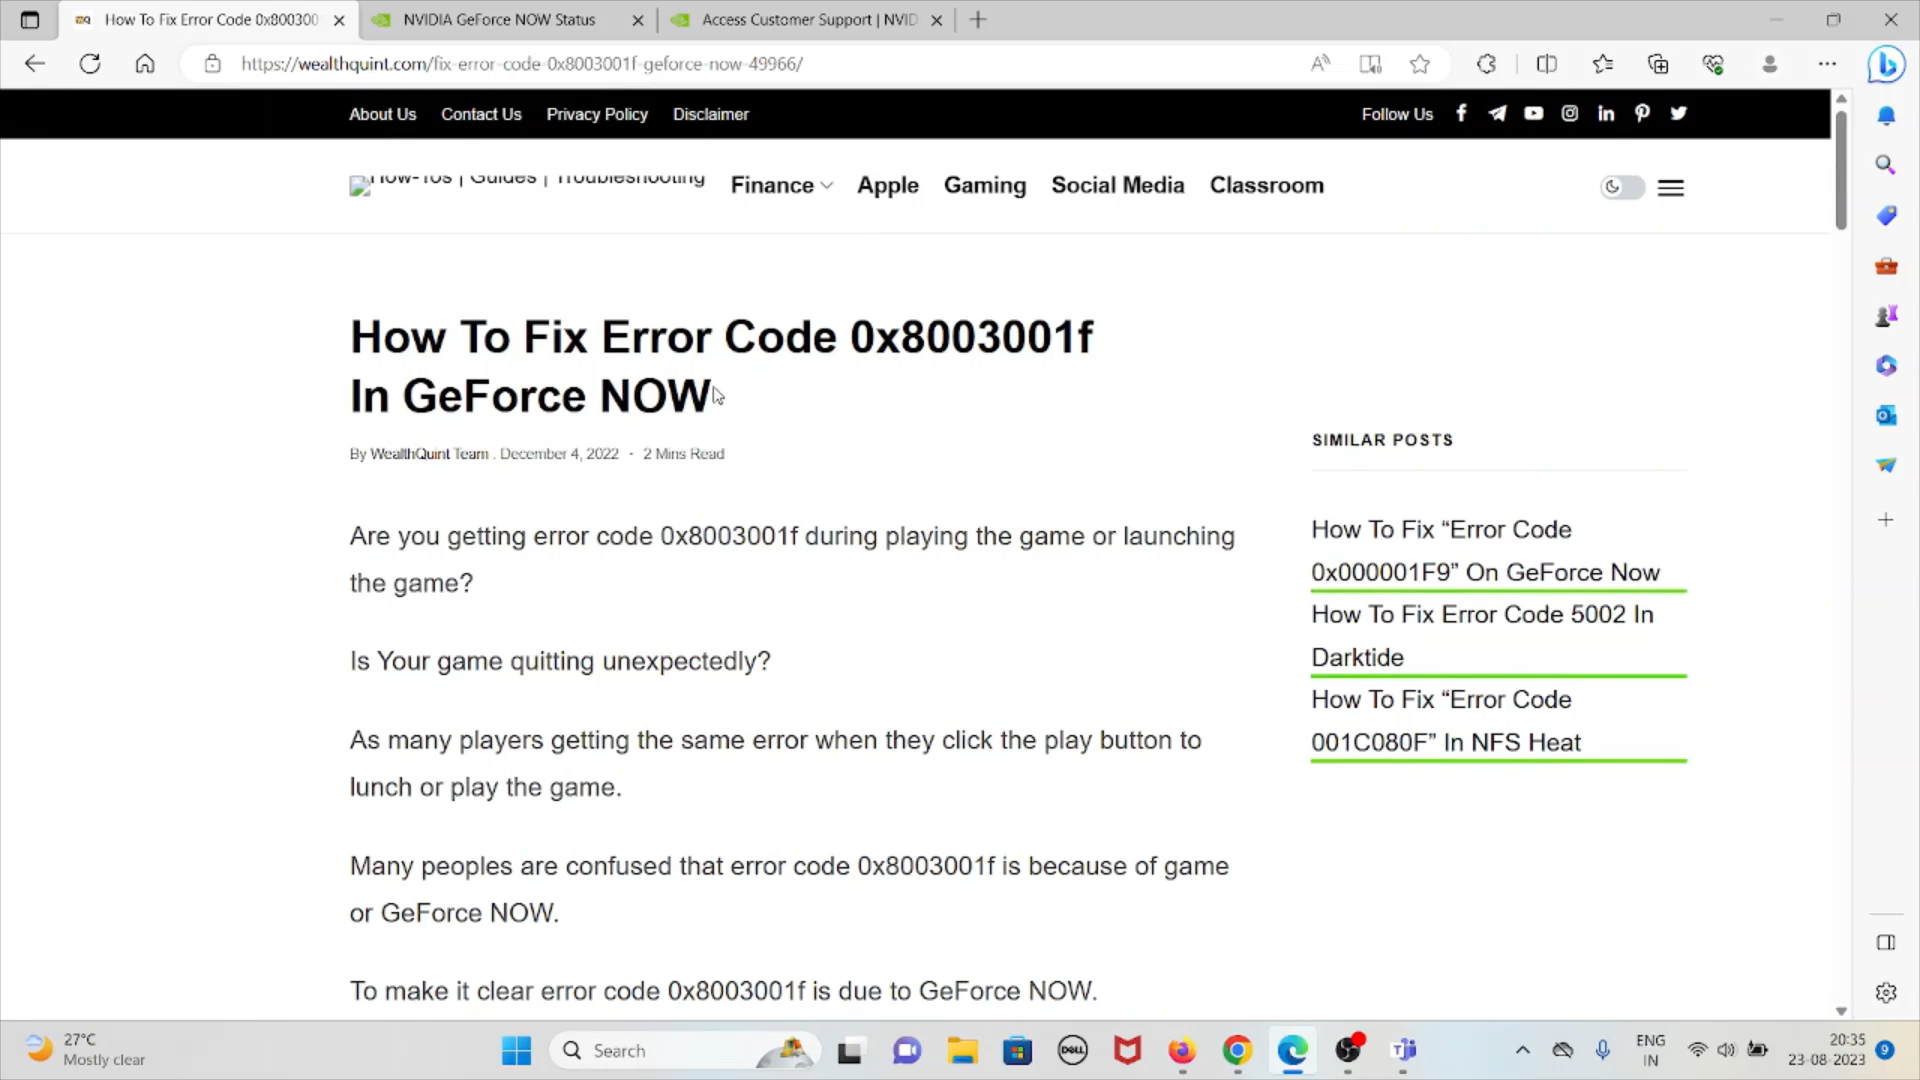 How To Fix Error Code 0x800300
NVIDIA GeForce NOW Status
Access Customer Support | NVID
https://wealthquint.com/fix-error-code-0x8003001f-geforce-now-49966/
About Us Contact Us Privacy Policy Disclaimer Follow Us
How-Tos | Guides | Troubleshooting Finance Apple Gaming Social Media Classroom
How To Fix Error Code 0x8003001f
In GeForce NOW
By WealthQuint Team . December 4, 2022 · 2 Mins Read
Are you getting error code 0x8003001f during playing the game or launching
the game?
Is Your game quitting unexpectedly?
As many players getting the same error when they click the play button to
lunch or play the game.
Many peoples are confused that error code 0x8003001f is because of game
or GeForce NOW.
To make it clear error code 0x8003001f is due to GeForce NOW.
SIMILAR POSTS
How To Fix “Error Code
0x000001F9” On GeForce Now
How To Fix Error Code 5002 In
Darktide
How To Fix “Error Code
001C080F” In NFS Heat
27°C
Mostly clear
Search
DELL
ENG
IN
20:35
23-08-2023
9